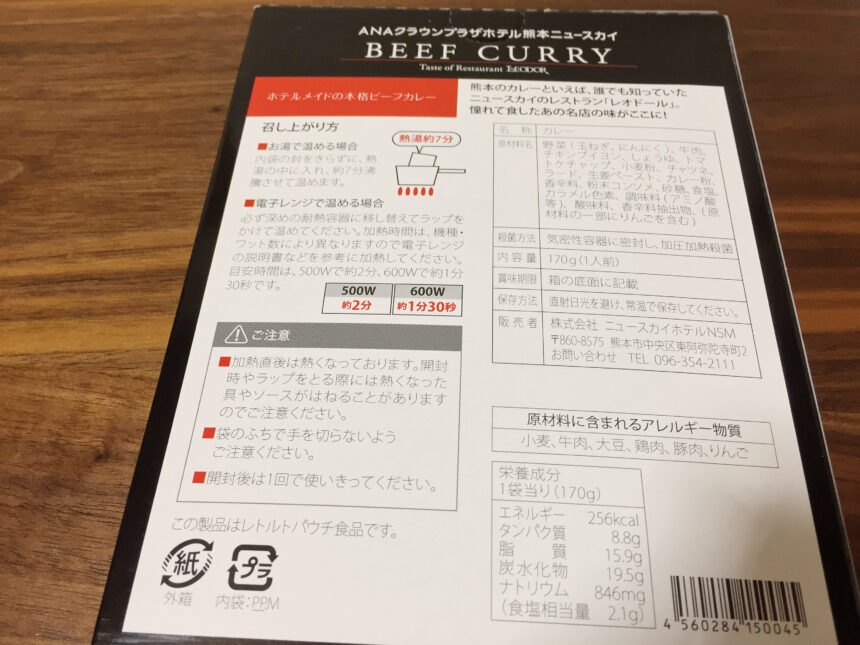 ANAクラウンプラザホテル熊本ニュースカイ
BEEF CURRY
Taste of Restaurant LEODOR
ホテルメイドの本格ビーフカレー
熊本のカレーといえば、誰でも知っていた
ニュースカイのレストラン「レオドール」。
憧れて食したあの名店の味がここに!
召し上がり方
■お湯で温める場合
内袋の封をきらずに、熱
湯の中に入れ、約7分沸
騰させて温めます。
熱湯約7分
■電子レンジで温める場合
必ず深めの耐熱容器に移し替えてラップを
かけて温めてください。加熱時間は、機種・
ワット数により異なりますので電子レンジ
の説明書などを参考に加熱してください。
目安時間は、500Wで約2分、600Wで約1分
30秒です。
500W 600W
約2分 約1分30秒
ご注意
■加熱直後は熱くなっております。開封
時やラップをとる際には熱くなった
具やソースがはねることがあります
のでご注意ください。
■袋のふちで手を切らないよう
ご注意ください。
■開封後は1回で使いきってください。
この製品はレトルトパウチ食品です。
紙 プラ
外箱 内袋:PPM
名称 カレー
原材料名 野菜(玉ねぎ、にんにく)、牛肉、
チキンブイヨン、しょうゆ、トマ
トケチャップ、小麦粉、チャツネ、
ラード、生姜ペースト、カレー粉、
香辛料、粉末コンソメ、砂糖、食塩、
カラメル色素、調味料(アミノ酸
等)、酸味料、香辛料抽出物、(原
材料の一部にりんごを含む)
殺菌方法 気密性容器に密封し、加圧加熱殺菌
内容量 170g(1人前)
賞味期限 箱の底面に記載
保存方法 直射日光を避け、常温で保存してください。
販売者 株式会社 ニュースカイホテルNSM
〒860-8575 熊本市中央区東阿弥陀寺町2
お問い合わせ TEL 096-354-2111
原材料に含まれるアレルギー物質
小麦、牛肉、大豆、鶏肉、豚肉、りんご
栄養成分
1袋当り(170g)
エネルギー 256kcal
タンパク質 8.8g
脂質 15.9g
炭水化物 19.5g
ナトリウム 846mg
(食塩相当量 2.1g)
4 560284 150045